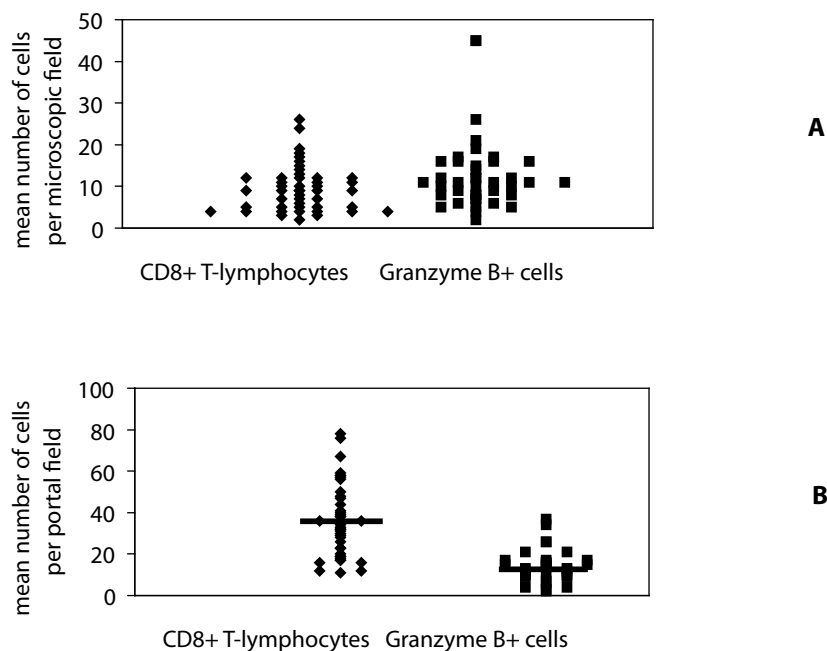 mean number of cells
per microscopic field
50
40
30
20
10
0
A
CD8+ T-lymphocytes Granzyme B+ cells
mean number of cells
per portal field
100
80
60
40
20
0
B
CD8+ T-lymphocytes Granzyme B+ cells